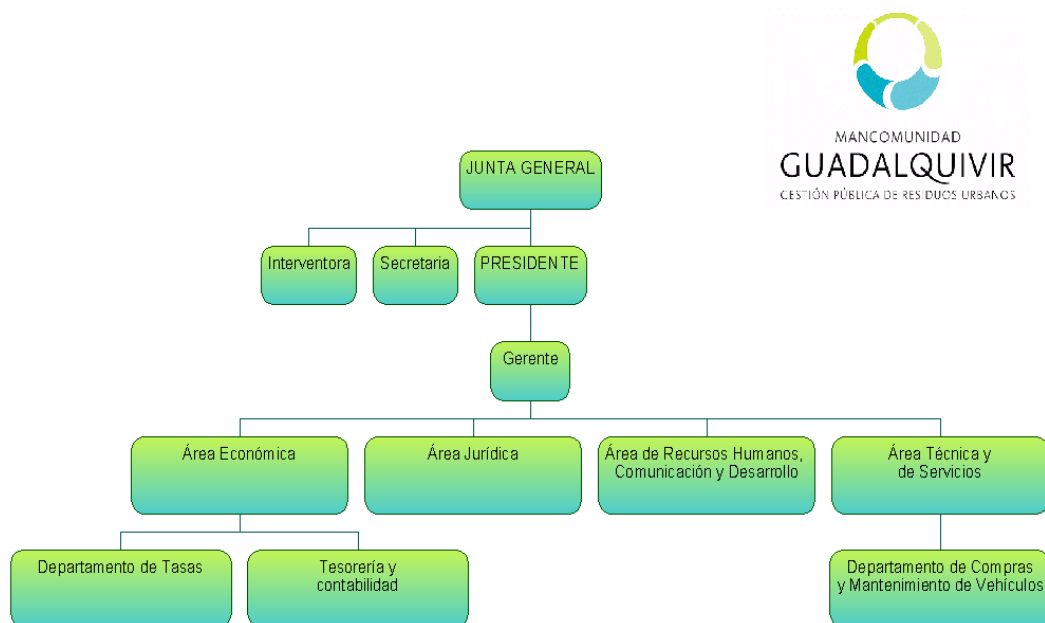 MANCOMUNIDAD
GUADALQUIVIR
GESTIÓN PÚBLICA DE RESIDUOS URBANOS
JUNTA GENERAL
Interventora
Secretaria
PRESIDENTE
Gerente
Área Económica
Área Jurídica
Área de Recursos Humanos,
Comunicación y Desarrollo
Área Técnica y
de Servicios
Departamento de Tasas
Tesorería y
contabilidad
Departamento de Compras
y Mantenimiento de Vehículos